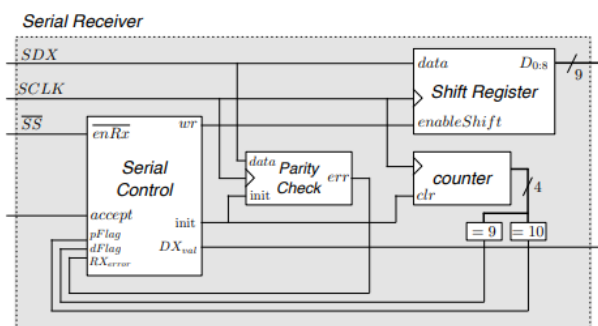 Serial Receiver
SDX
data
D0:8
9
Shift Register
SCLK
enableShift
SS
enRx
wr
Serial
Control
data
Parity
Check
err
init
counter
clr
4
accept
init
pFlag
dFlag
RXerror
DXval
= 9
= 10